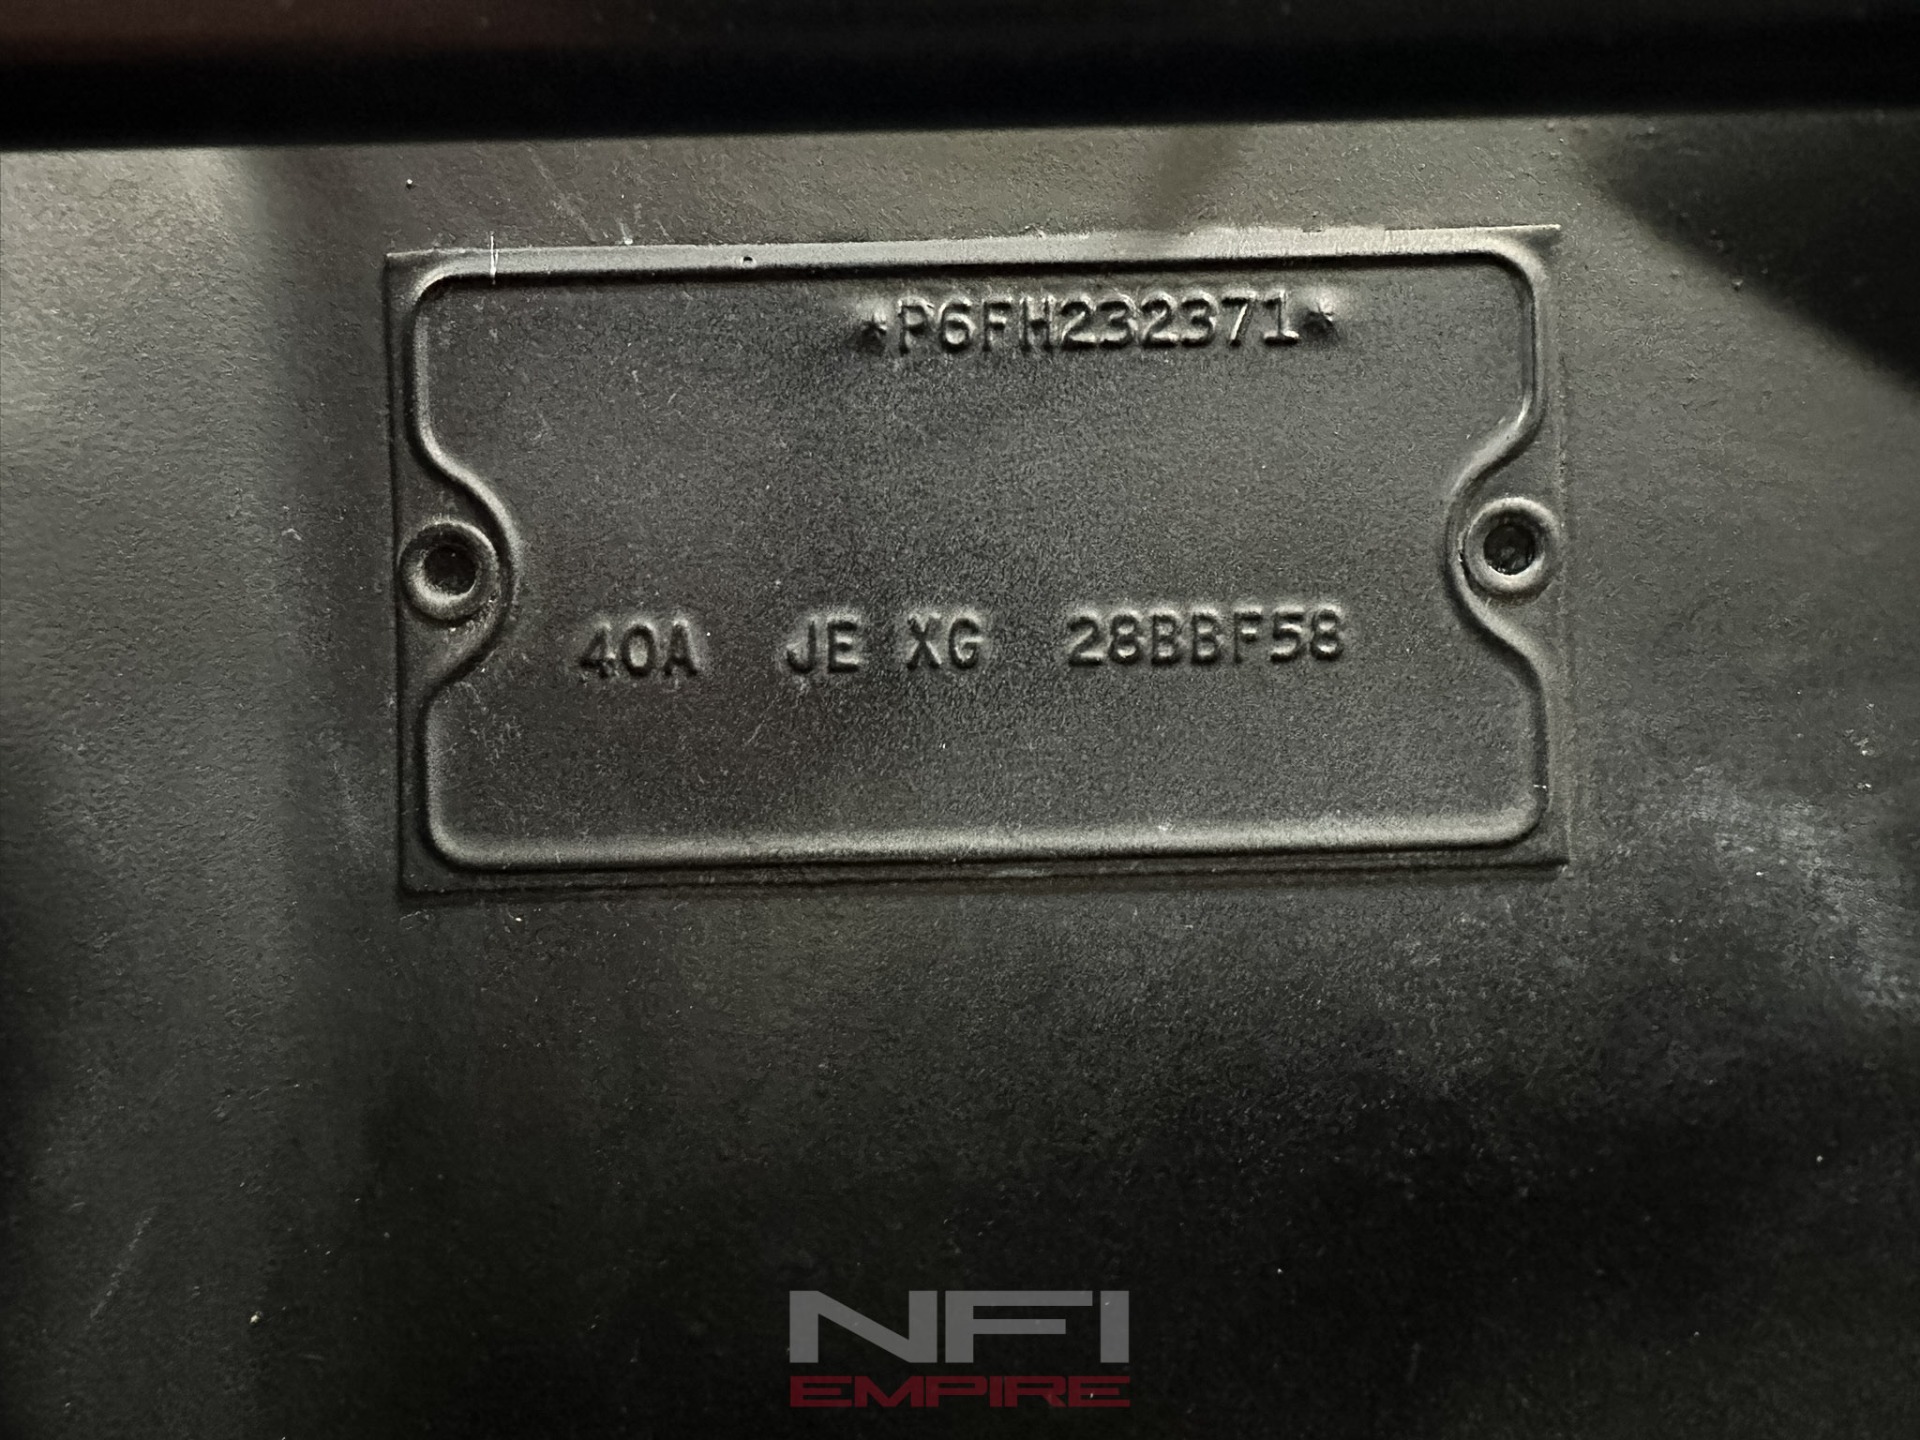 *P6FH232371*
40A JE XG 28BBF58
NFI
EMPIRE